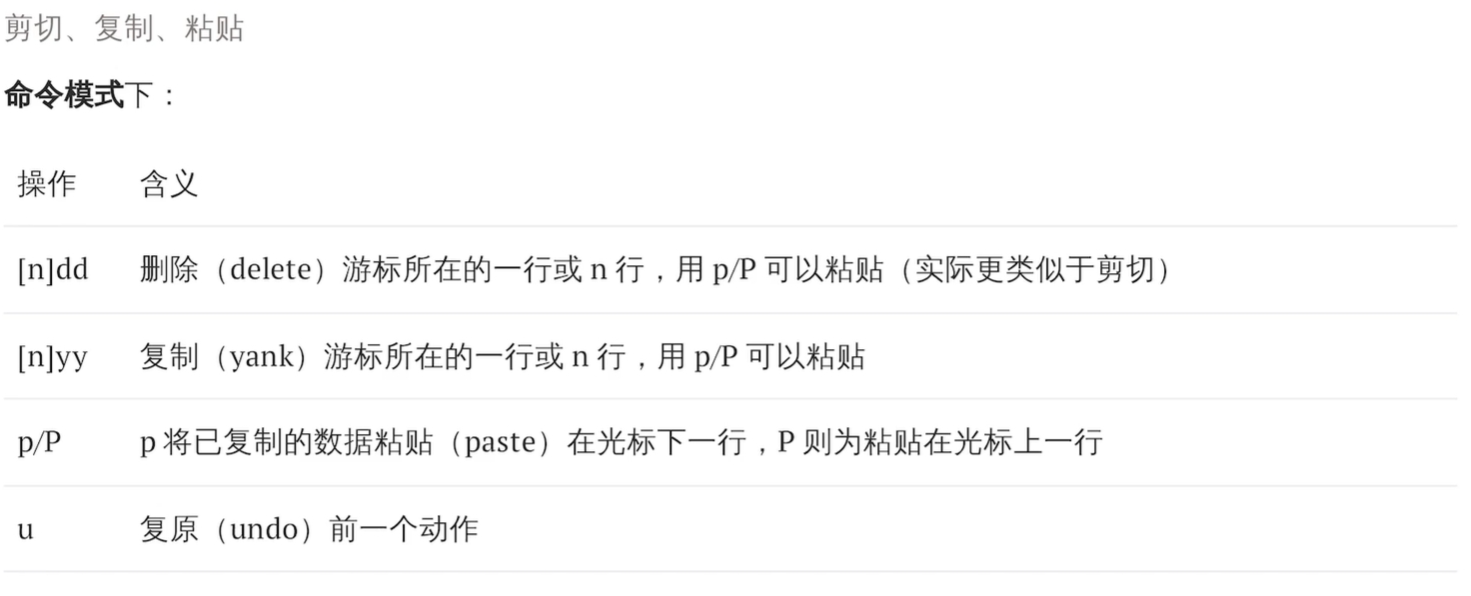 剪切、复制、粘贴
命令模式下：
操作 含义
[n]dd 删除（delete）游标所在的一行或 n 行，用 p/P 可以粘贴（实际更类似于剪切）
[n]yy 复制（yank）游标所在的一行或 n 行，用 p/P 可以粘贴
p/P p 将已复制的数据粘贴（paste）在光标下一行，P 则为粘贴在光标上一行
u 复原（undo）前一个动作